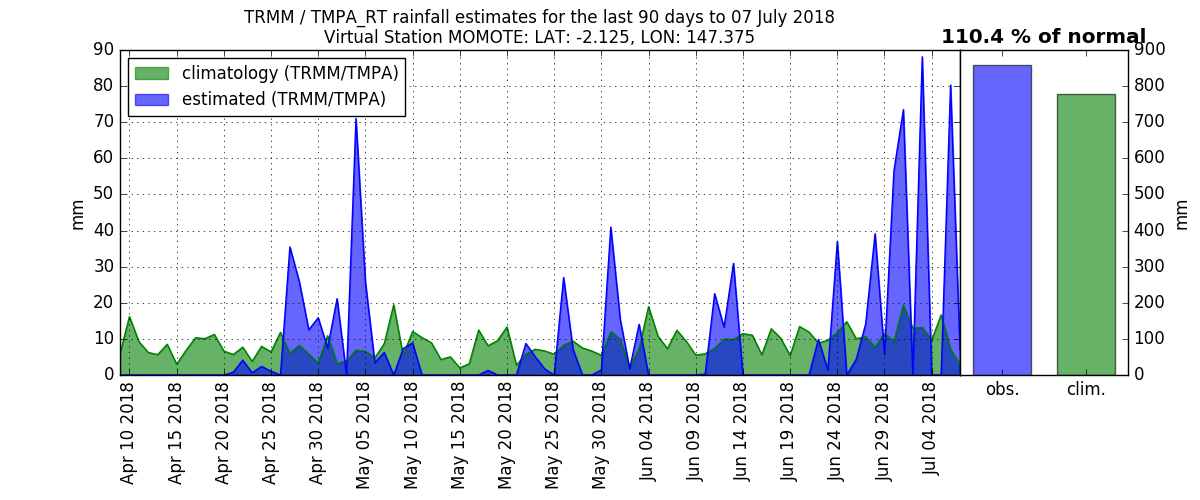 TRMM / TMPA_RT rainfall estimates for the last 90 days to 07 July 2018
Virtual Station MOMOTE: LAT: -2.125, LON: 147.375
110.4 % of normal
climatology (TRMM/TMPA)
estimated (TRMM/TMPA)
90
80
70
60
50
40
30
20
10
0
mm
900
800
700
600
500
400
300
200
100
0
mm
Apr 10 2018
Apr 15 2018
Apr 20 2018
Apr 25 2018
Apr 30 2018
May 05 2018
May 10 2018
May 15 2018
May 20 2018
May 25 2018
May 30 2018
Jun 04 2018
Jun 09 2018
Jun 14 2018
Jun 19 2018
Jun 24 2018
Jun 29 2018
Jul 04 2018
obs.
clim.